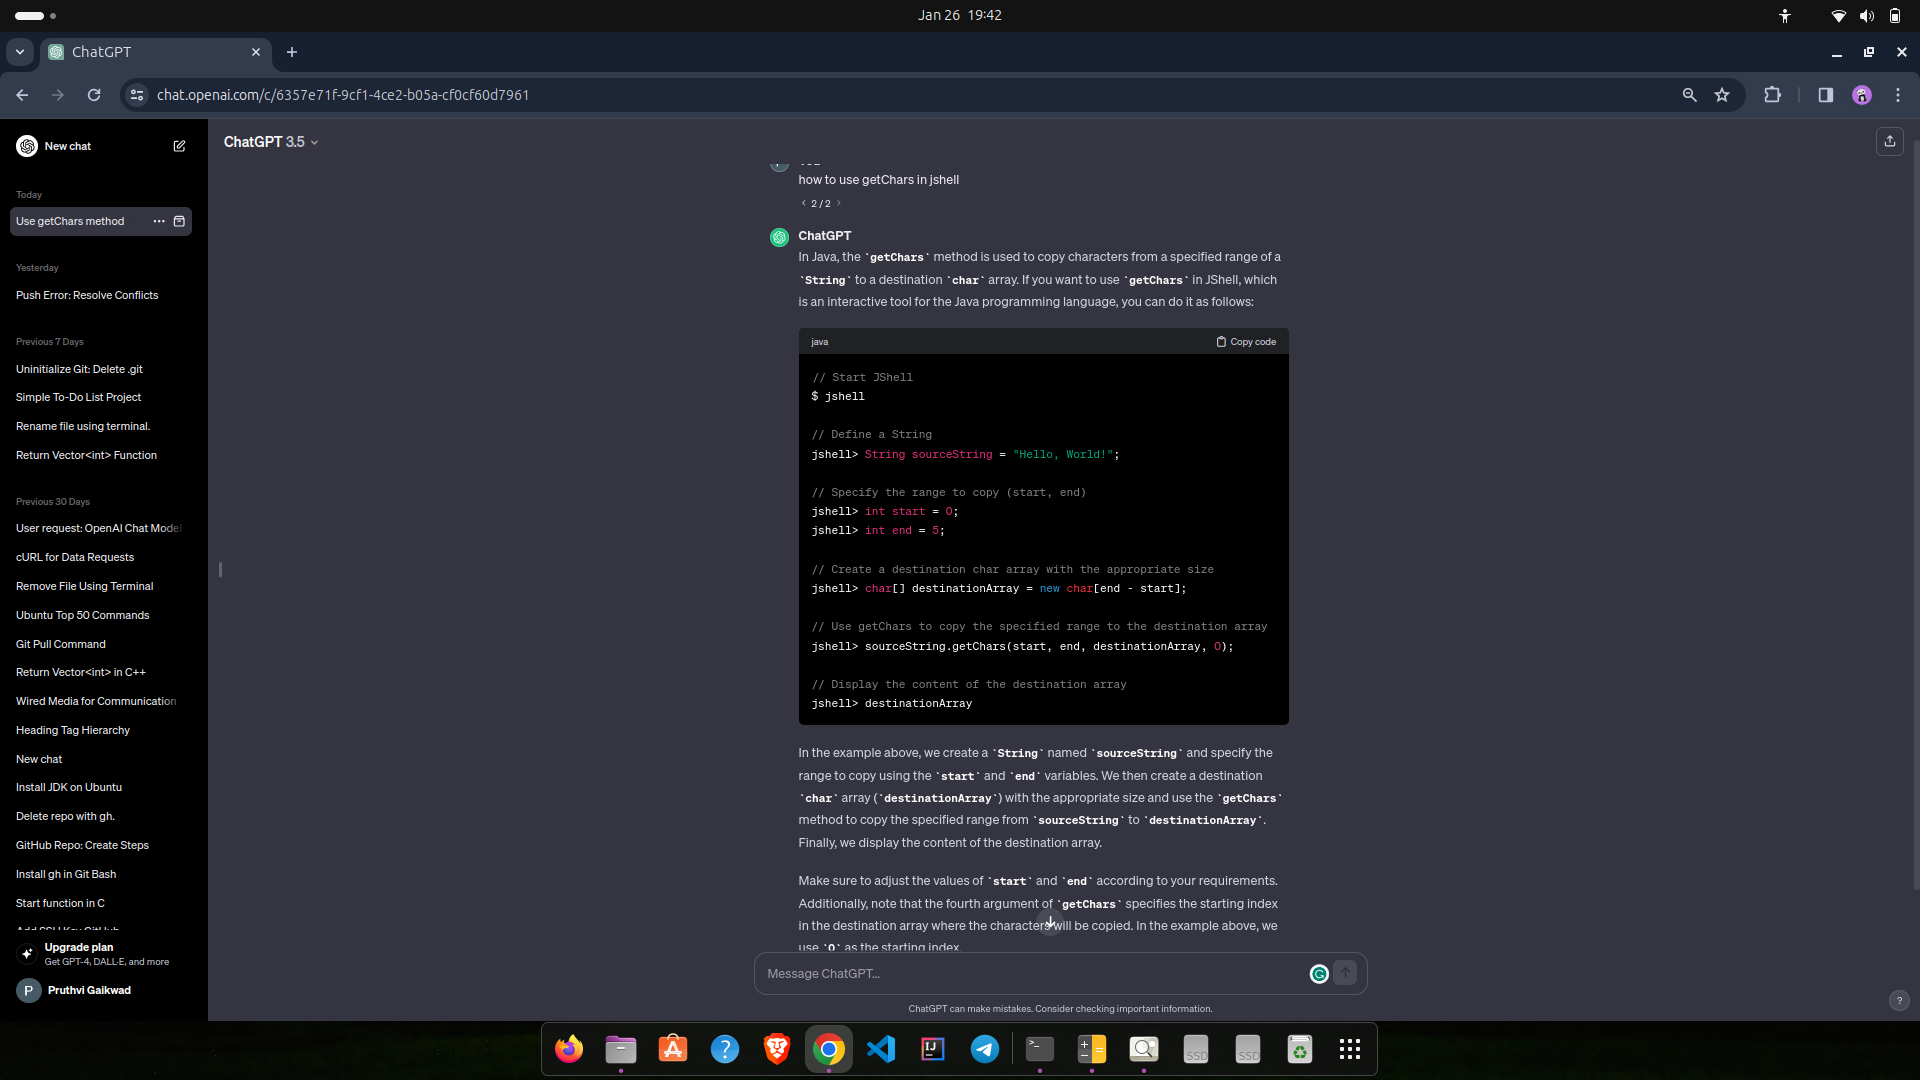 Jan 26 19:42
ChatGPT
chat.openai.com/c/6357e71f-9cf1-4ce2-b05a-cf0cf60d7961
New chat
ChatGPT 3.5
Today
Use getChars method
Yesterday
Push Error: Resolve Conflicts
Previous 7 Days
Uninitialize Git: Delete .git
Simple To-Do List Project
Rename file using terminal.
Return Vector<int> Function
Previous 30 Days
User request: OpenAI Chat Model
cURL for Data Requests
Remove File Using Terminal
Ubuntu Top 50 Commands
Git Pull Command
Return Vector<int> in C++
Wired Media for Communication
Heading Tag Hierarchy
New chat
Install JDK on Ubuntu
Delete repo with gh.
GitHub Repo: Create Steps
Install gh in Git Bash
Start function in C
Upgrade plan
Get GPT-4, DALL·E, and more
P
Pruthvi Gaikwad
how to use getChars in jshell
2 / 2
ChatGPT
In Java, the `getChars` method is used to copy characters from a specified range of a
`String` to a destination `char` array. If you want to use `getChars` in JShell, which
is an interactive tool for the Java programming language, you can do it as follows:
java
Copy code
// Start JShell
$ jshell
// Define a String
jshell> String sourceString = "Hello, World!";
// Specify the range to copy (start, end)
jshell> int start = 0;
jshell> int end = 5;
// Create a destination char array with the appropriate size
jshell> char[] destinationArray = new char[end - start];
// Use getChars to copy the specified range to the destination array
jshell> sourceString.getChars(start, end, destinationArray, 0);
// Display the content of the destination array
jshell> destinationArray
In the example above, we create a `String` named `sourceString` and specify the
range to copy using the `start` and `end` variables. We then create a destination
`char` array (`destinationArray`) with the appropriate size and use the `getChars`
method to copy the specified range from `sourceString` to `destinationArray`.
Finally, we display the content of the destination array.
Make sure to adjust the values of `start` and `end` according to your requirements.
Additionally, note that the fourth argument of `getChars` specifies the starting index
in the destination array where the characters will be copied. In the example above, we
use `0` as the starting index.
Message ChatGPT...
ChatGPT can make mistakes. Consider checking important information.
?
SSD
SSD